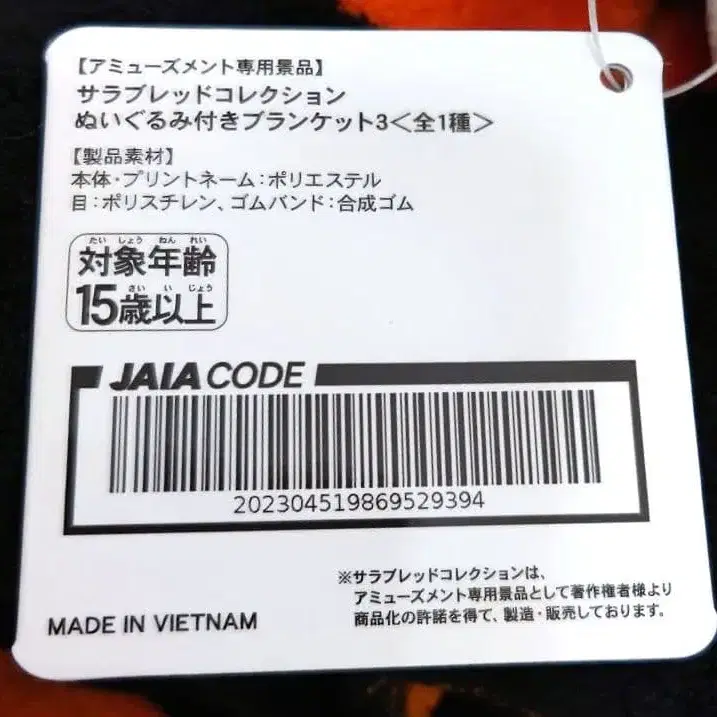 【アミューズメント専用景品】
サラブレッドコレクション
ぬいぐるみ付きブランケット3＜全1種＞
【製品素材】
本体・プリントネーム：ポリエステル
目：ポリスチレン、ゴムバンド：合成ゴム
たい しょう ねん れい
対象年齢
さい い じょう
15歳以上
JAIA CODE
202304519869529394
※サラブレッドコレクションは、
アミューズメント専用景品として著作権者様より
商品化の許諾を得て、製造・販売しております。
MADE IN VIETNAM